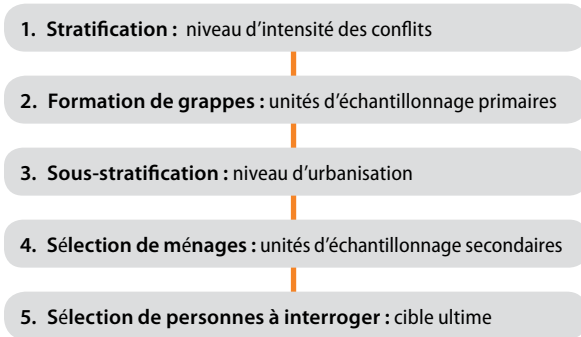 1. Stratification : niveau d’intensité des conflits
2. Formation de grappes : unités d’échantillonnage primaires
3. Sous-stratification : niveau d’urbanisation
4. Sélection de ménages : unités d’échantillonnage secondaires
5. Sélection de personnes à interroger : cible ultime